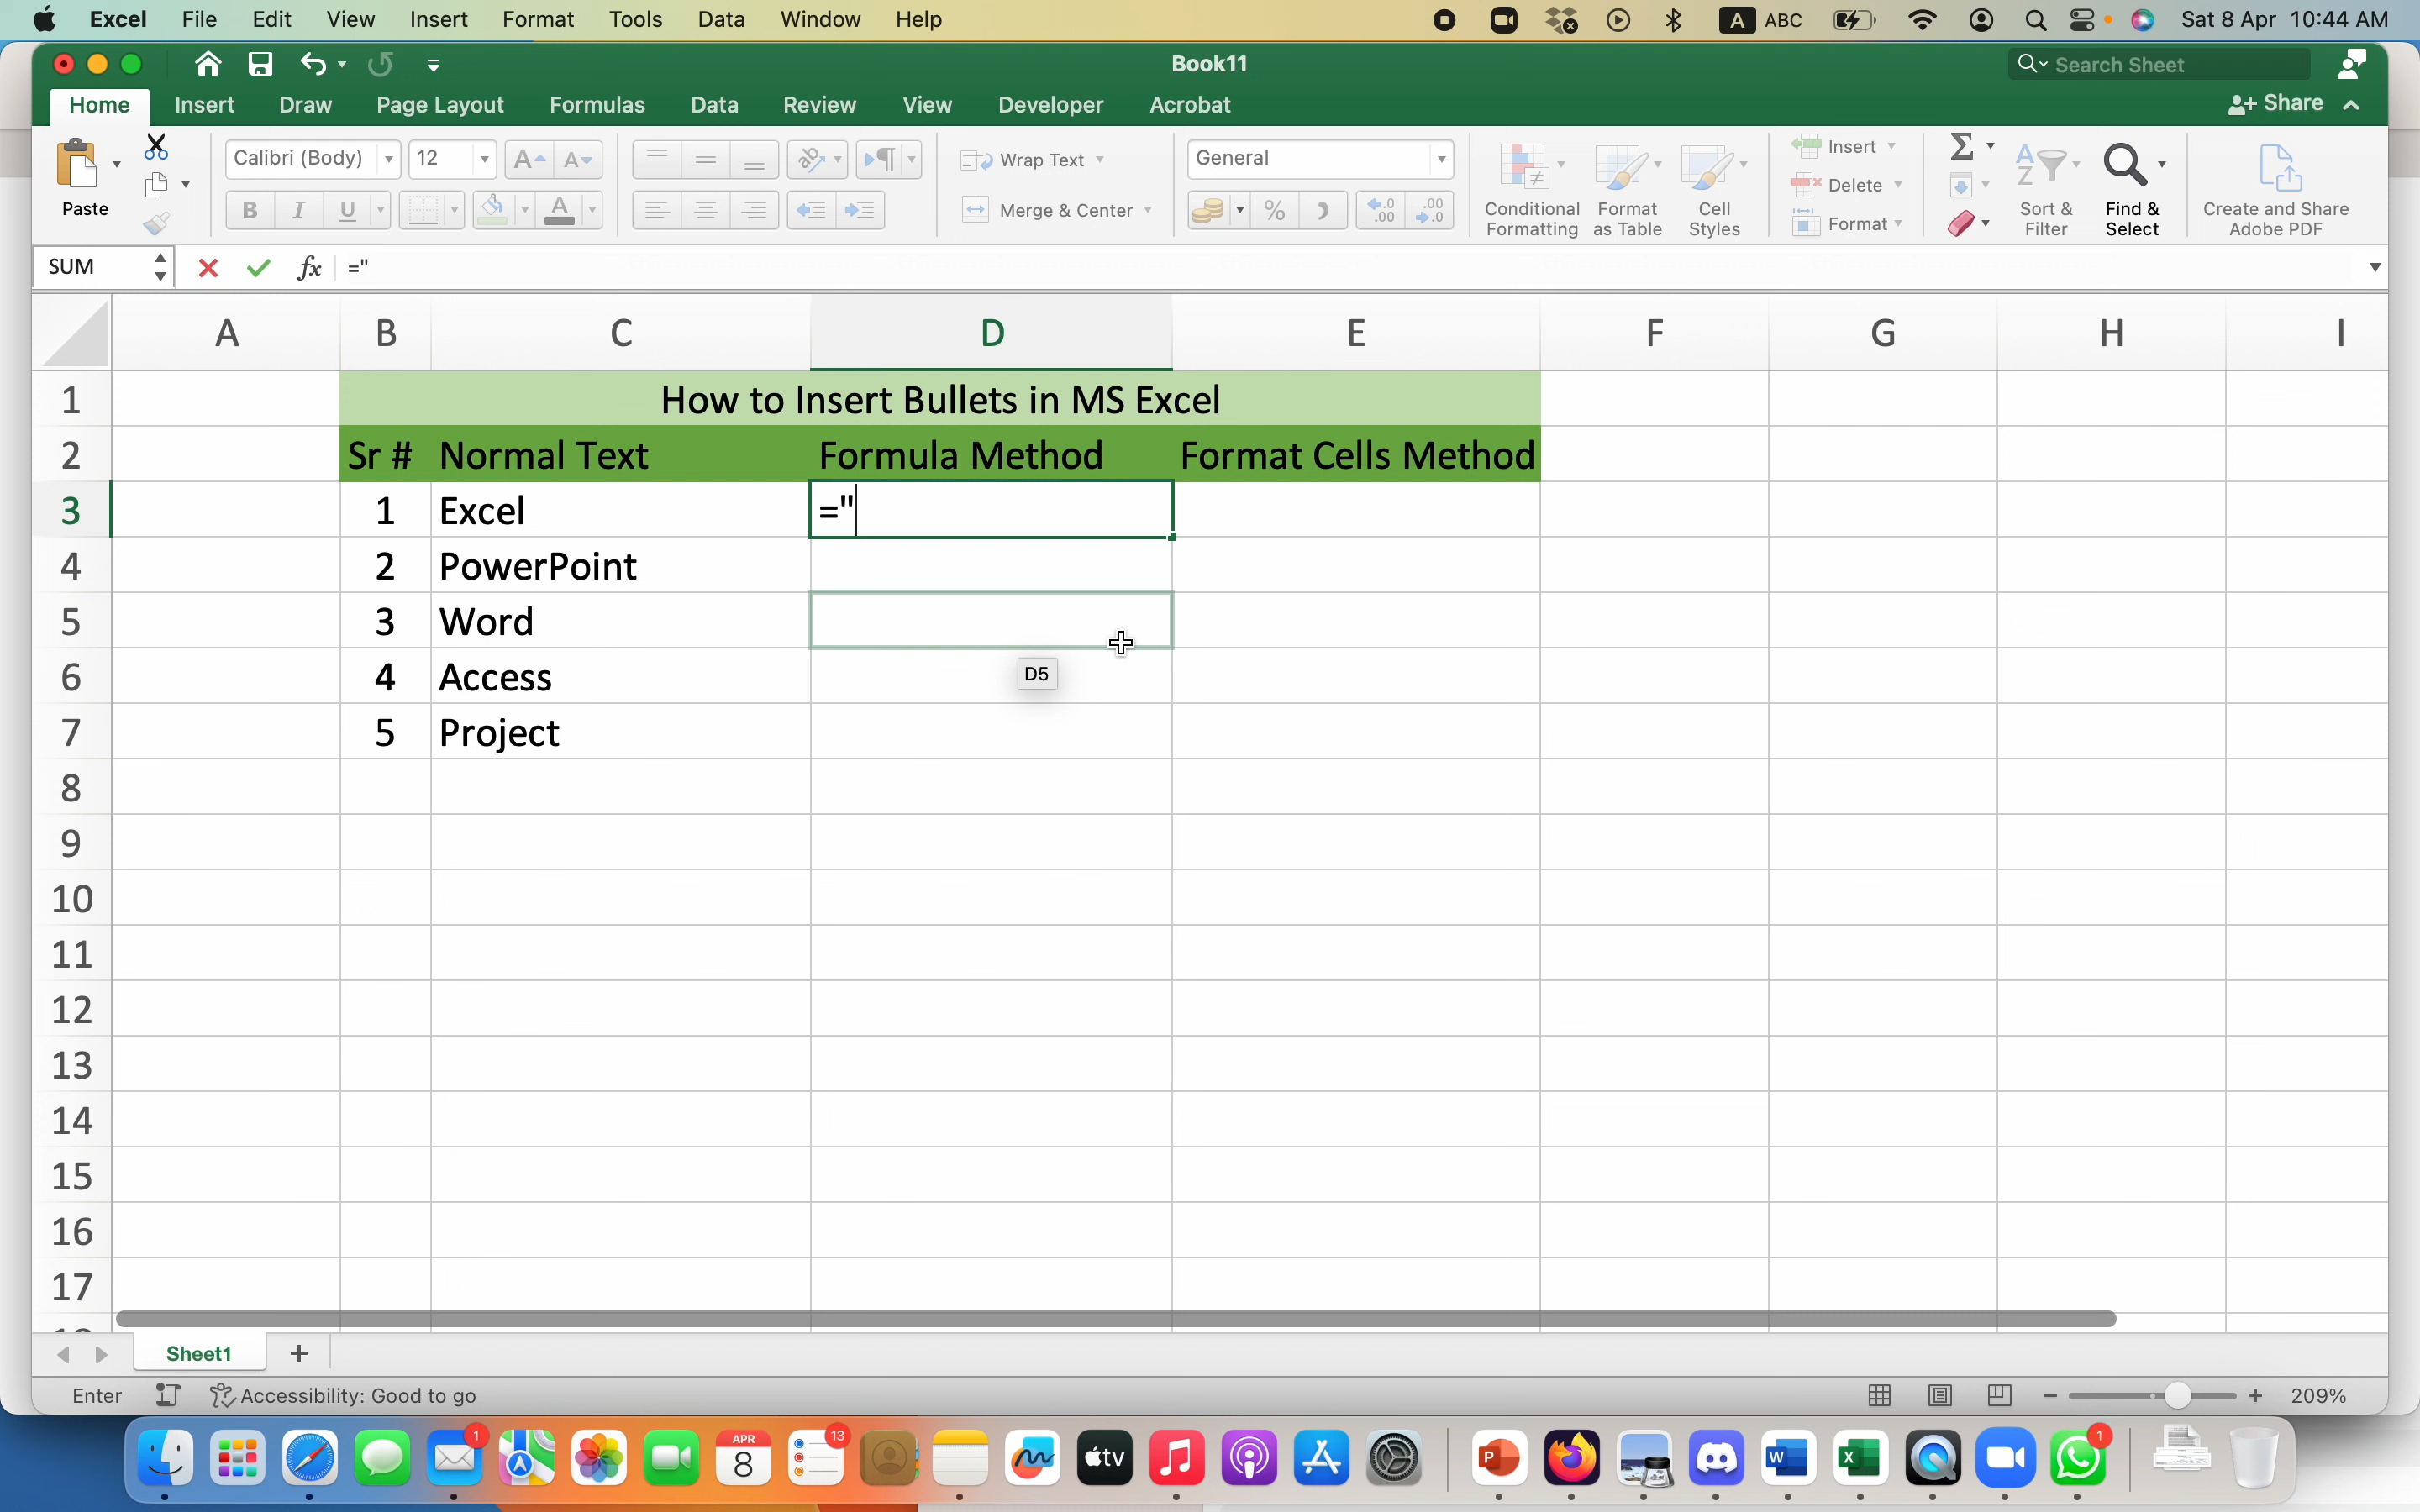 Excel File Edit View Insert Format Tools Data Window Help A ABC Sat 8 Apr 10:44 AM
Book11 Search Sheet
Home Insert Draw Page Layout Formulas Data Review View Developer Acrobat Share
Paste Calibri (Body) 12 A A Wrap Text General Conditional Formatting Format as Table Cell Styles Insert Sort & Filter Find & Select Create and Share Adobe PDF
B I U A Merge & Center % Delete
Format
SUM fx ="
A B C D E F G H I
1 How to Insert Bullets in MS Excel
2 Sr # Normal Text Formula Method Format Cells Method
3 1 Excel ="
4 2 PowerPoint
5 3 Word
D5
6 4 Access
7 5 Project
8
9
10
11
12
13
14
15
16
17
Sheet1 +
Enter Accessibility: Good to go 209%
1 APR 8 13 tv P W X 1